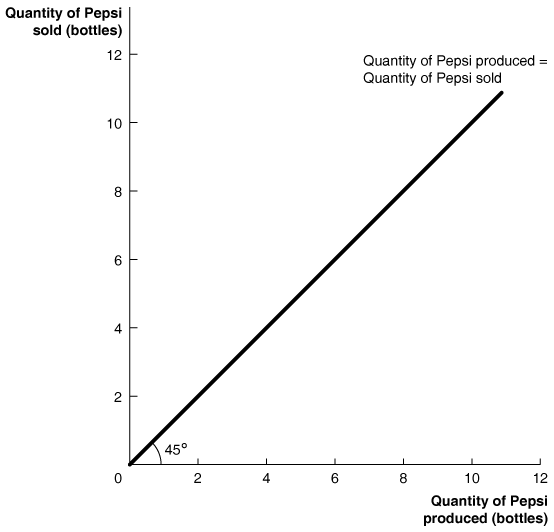 Quantity of Pepsi
sold (bottles)
12
Quantity of Pepsi produced =
Quantity of Pepsi sold
10
8
6
4
2
45°
0
2
4
6
8
10
12
Quantity of Pepsi
produced (bottles)